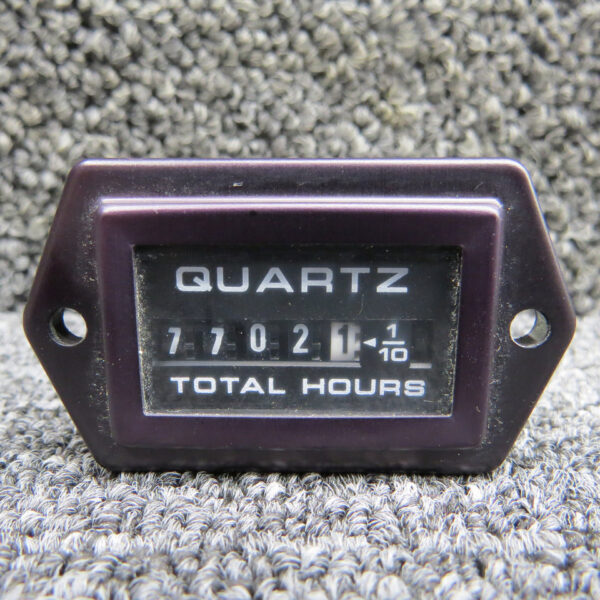 QUARTZ
7 7 0 2 1 ◄ 1/10
TOTAL HOURS